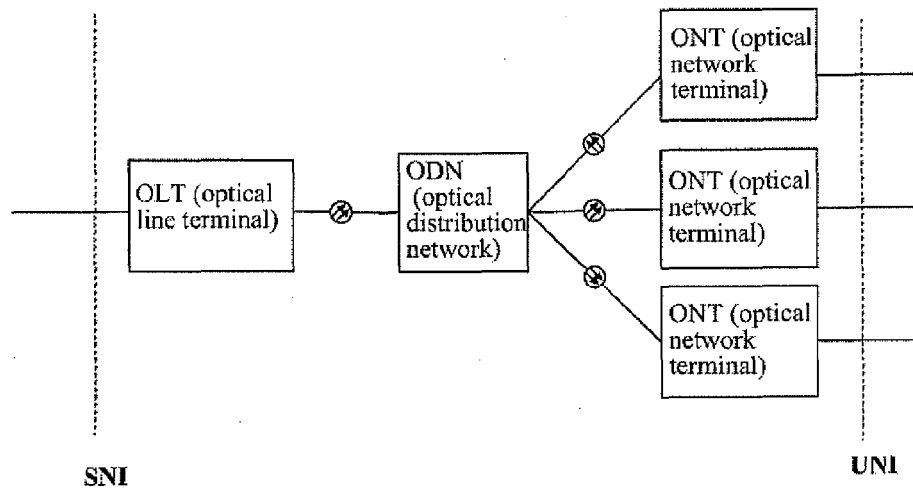 OLT (optical
line terminal)
ODN
(optical
distribution
network)
ONT (optical
network
terminal)
ONT (optical
network
terminal)
ONT (optical
network
terminal)
SNI
UNI